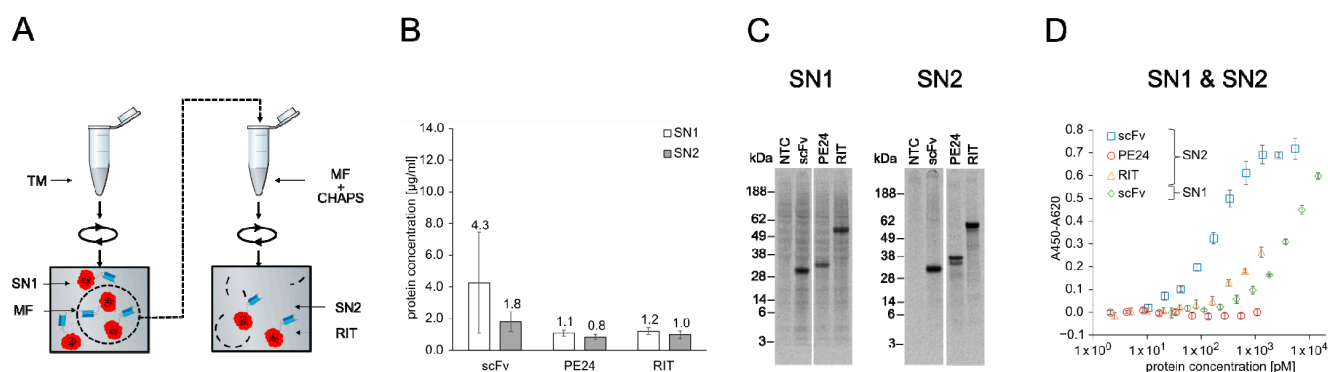 A
TM
MF
+
CHAPS
SN1
MF
SN2
RIT
B
protein concentration [µg/ml]
14.0
12.0
10.0
8.0
6.0
4.0
2.0
0.0
SN1
SN2
4.3
1.8
1.1
0.8
1.2
1.0
scFv
PE24
RIT
C
SN1
SN2
kDa
NTC
scFv
PE24
RIT
188
62
49
38
28
14
6
3
kDa
NTC
scFv
PE24
RIT
188
62
49
38
28
14
6
3
D
SN1 & SN2
A450-A620
0.8
0.7
0.6
0.5
0.4
0.3
0.2
0.1
0.0
−0.1
scFv
PE24
RIT
scFv
SN2
SN1
1 x 10⁰
1 x 10¹
1 x 10²
1 x 10³
1 x 10⁴
protein concentration [pM]